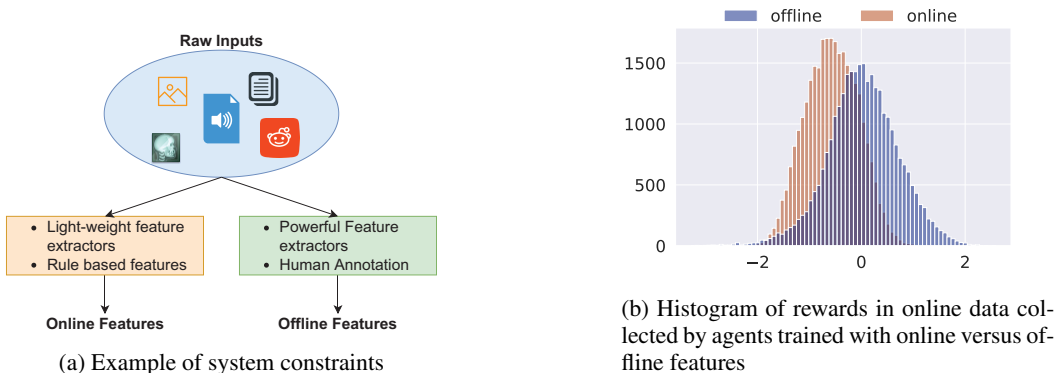 Raw Inputs
• Light-weight feature
extractors
• Rule based features
• Powerful Feature
extractors
• Human Annotation
Online Features
Offline Features
(a) Example of system constraints
offline online
1500
1000
500
0
−2 0 2
(b) Histogram of rewards in online data col-
lected by agents trained with online versus of-
fline features